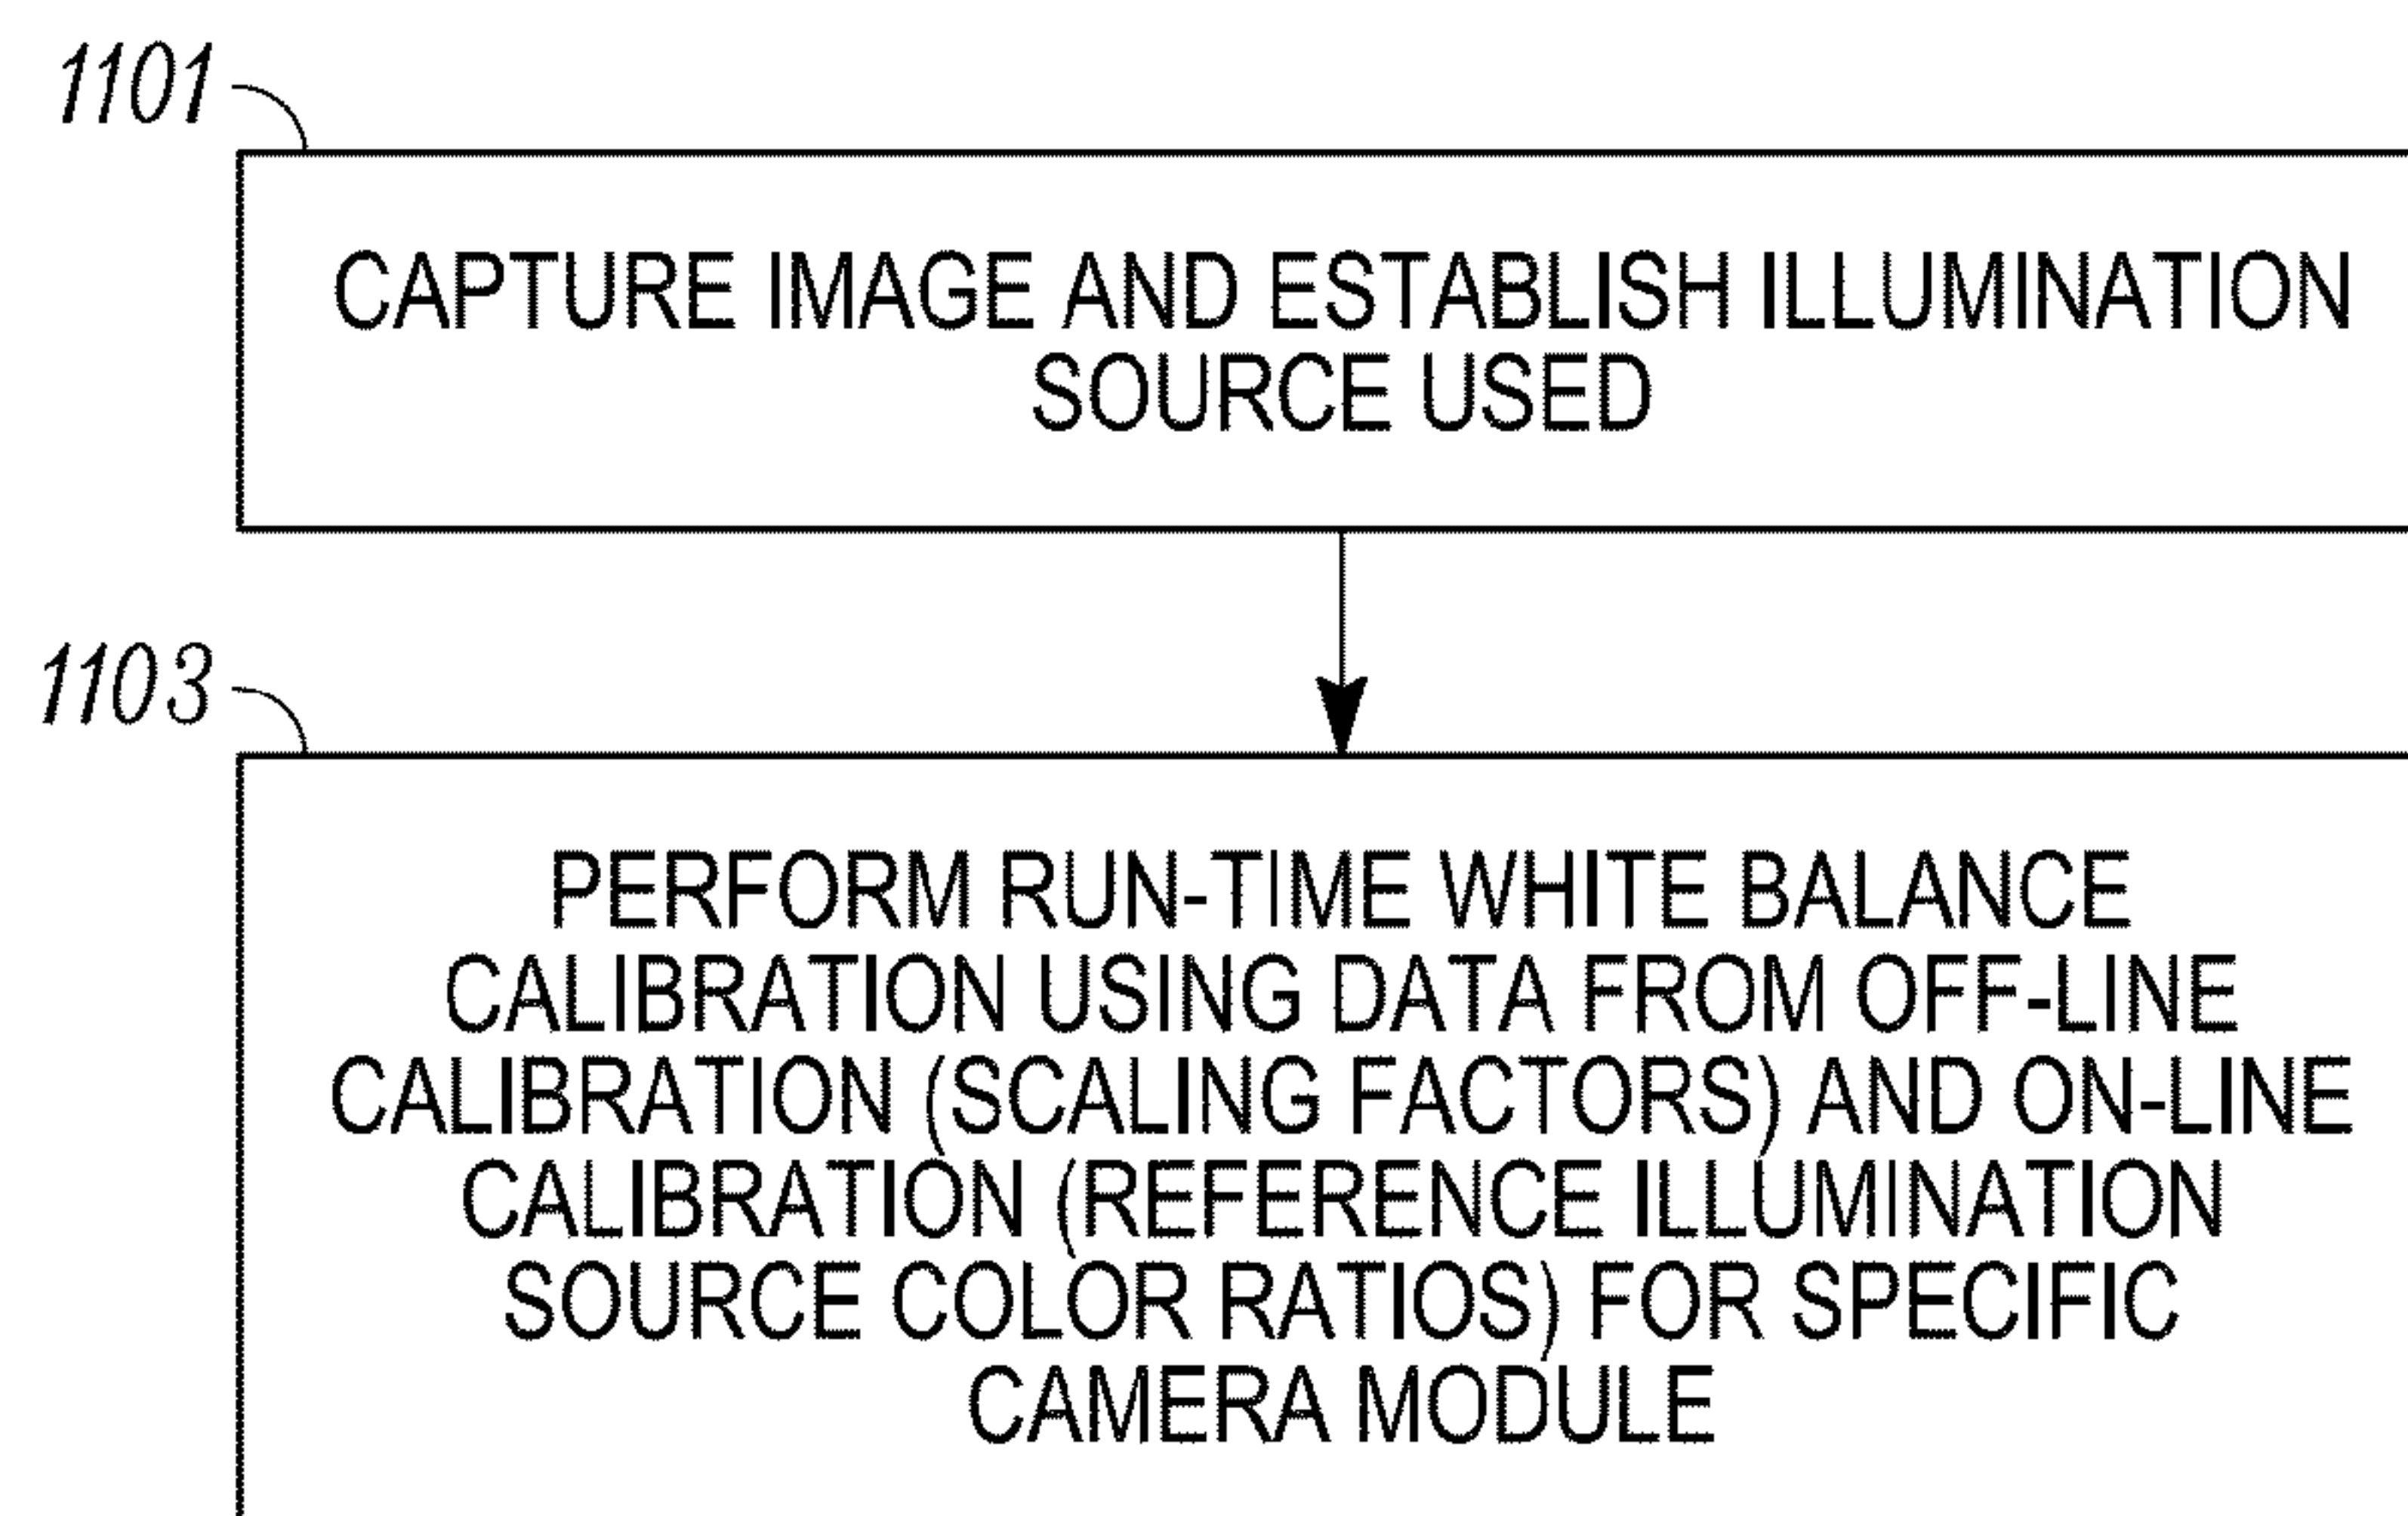 1101
CAPTURE IMAGE AND ESTABLISH ILLUMINATION
SOURCE USED
1103
PERFORM RUN-TIME WHITE BALANCE
CALIBRATION USING DATA FROM OFF-LINE
CALIBRATION (SCALING FACTORS) AND ON-LINE
CALIBRATION (REFERENCE ILLUMINATION
SOURCE COLOR RATIOS) FOR SPECIFIC
CAMERA MODULE